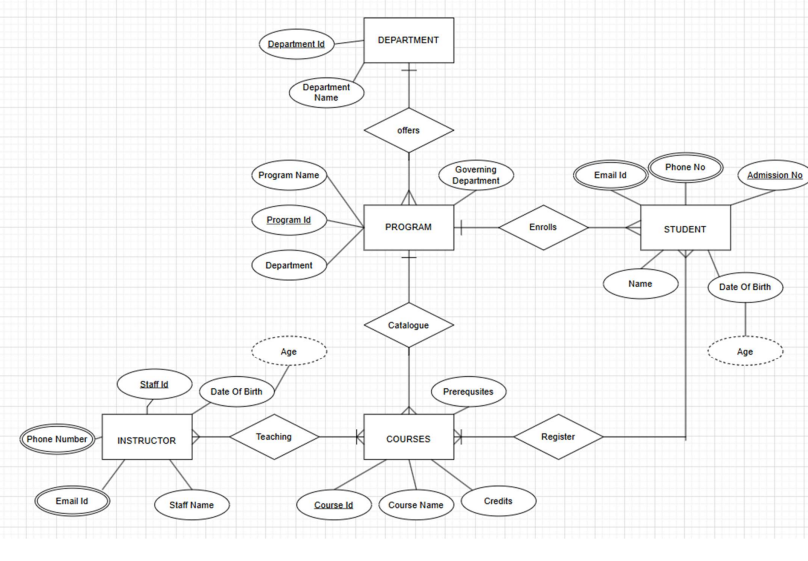 DEPARTMENT
Department Id
Department
Name
offers
Program Name
Governing
Department
Email Id
Phone No
Admission No
Program Id
PROGRAM
Enrolls
STUDENT
Department
Name
Date Of Birth
Catalogue
Age
Age
Staff Id
Date Of Birth
Prerequsites
Phone Number
INSTRUCTOR
Teaching
COURSES
Register
Email Id
Staff Name
Course Id
Course Name
Credits